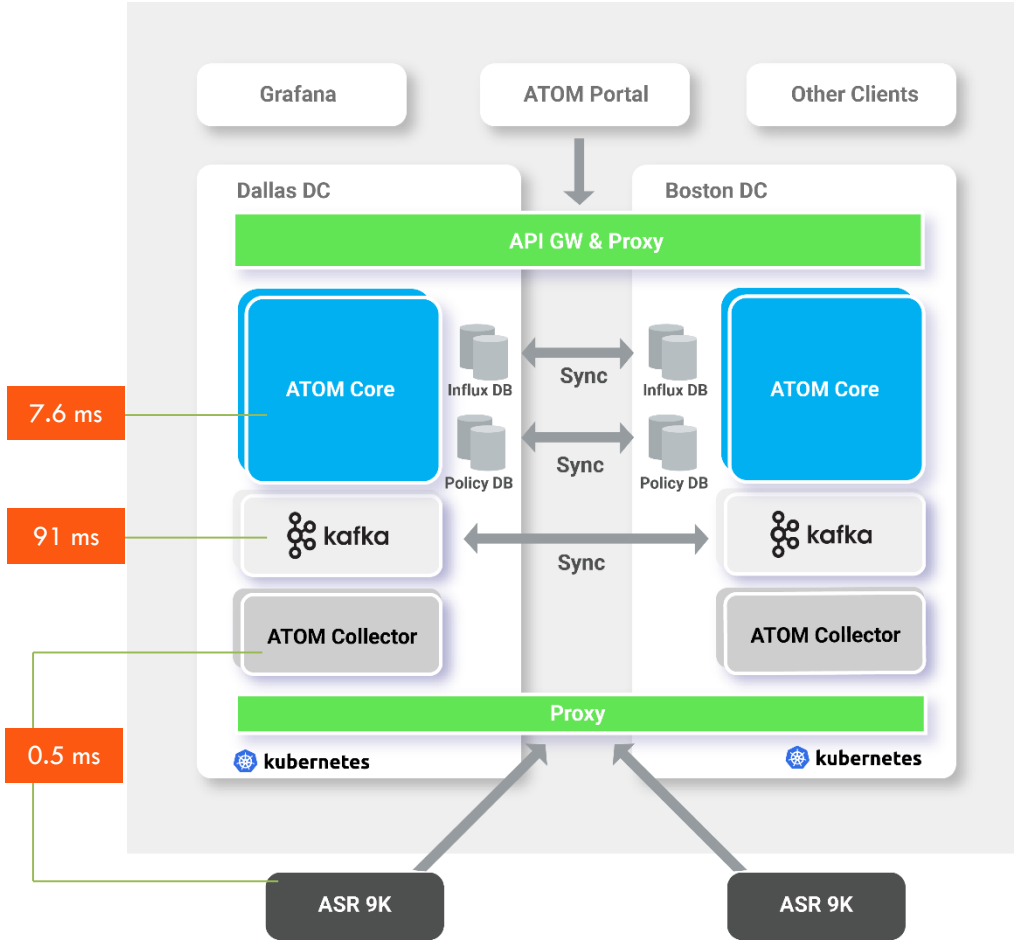 Grafana
ATOM Portal
Other Clients
Dallas DC
Boston DC
API GW & Proxy
ATOM Core
Influx DB
Sync
Influx DB
ATOM Core
7.6 ms
Policy DB
Sync
Policy DB
91 ms
kafka
Sync
kafka
ATOM Collector
ATOM Collector
Proxy
0.5 ms
kubernetes
kubernetes
ASR 9K
ASR 9K